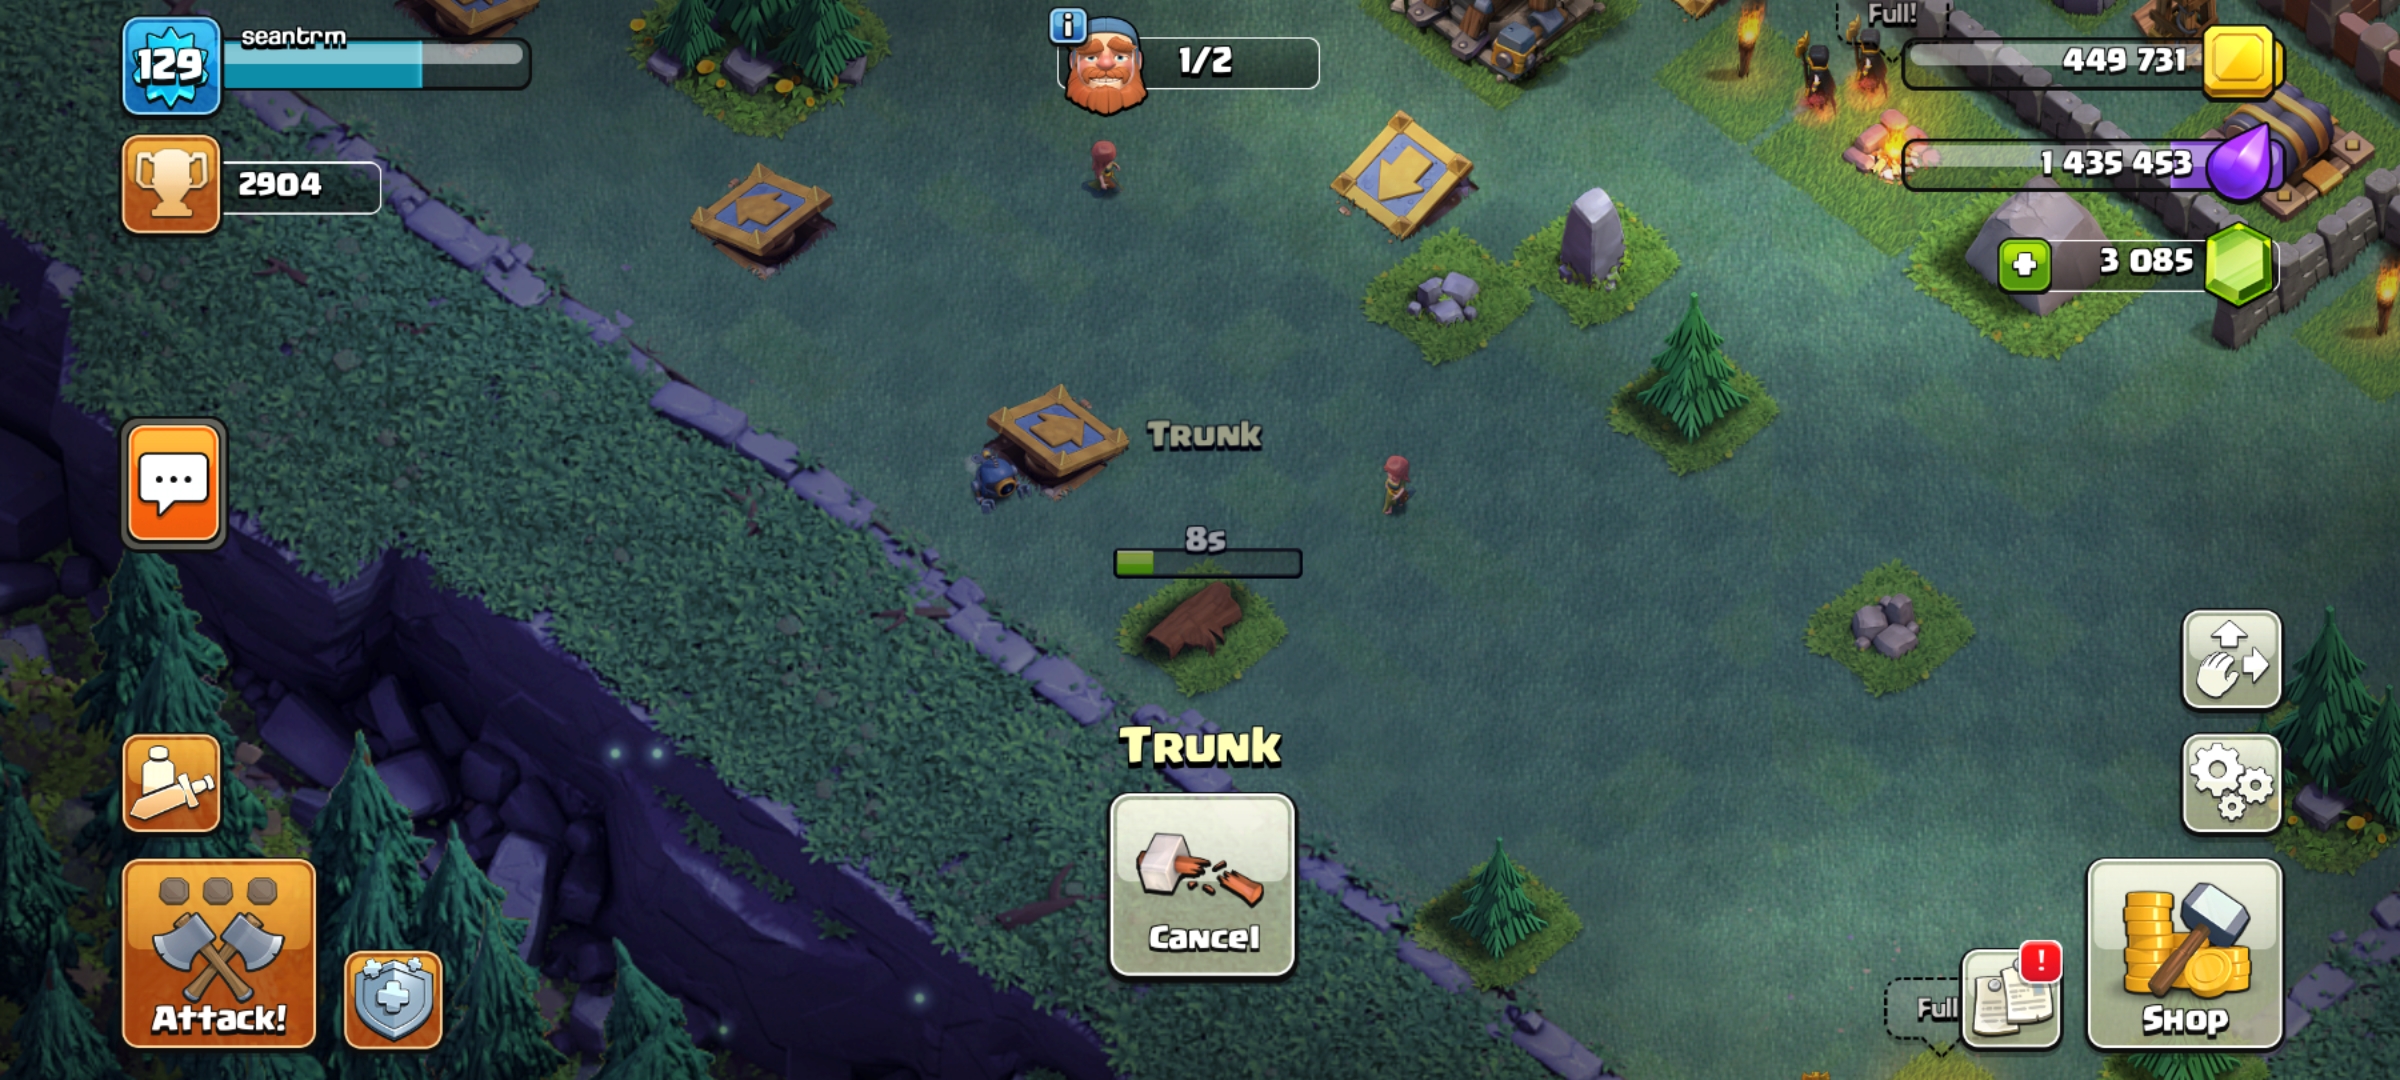 129
seantrm
2904
i
1/2
Full!
449 731
1 435 453
3 085
Trunk
8s
Trunk
Cancel
Attack!
Full
!
Shop